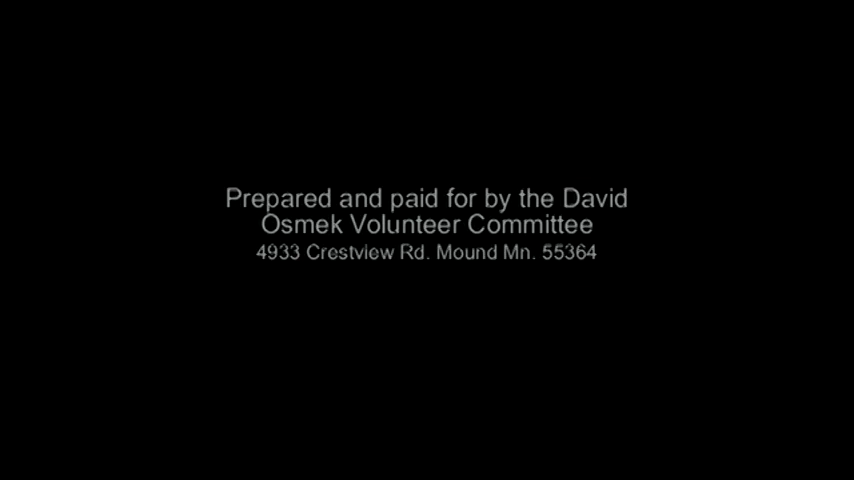 Prepared and paid for by the David
Osmek Volunteer Committee
4933 Crestview Rd. Mound Mn. 55364